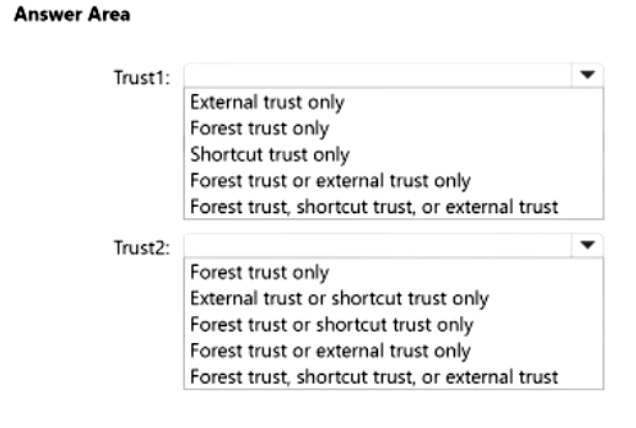 Answer Area
Trust1:
External trust only
Forest trust only
Shortcut trust only
Forest trust or external trust only
Forest trust, shortcut trust, or external trust
Trust2:
Forest trust only
External trust or shortcut trust only
Forest trust or shortcut trust only
Forest trust or external trust only
Forest trust, shortcut trust, or external trust